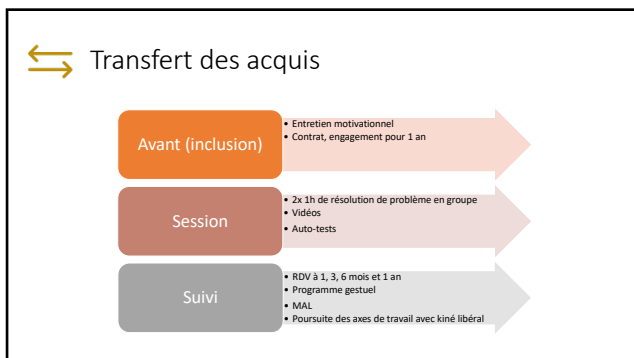 Transfert des acquis
Avant (inclusion)
• Entretien motivationnel
• Contrat, engagement pour 1 an
Session
• 2x 1h de résolution de problème en groupe
• Vidéos
• Auto-tests
Suivi
• RDV à 1, 3, 6 mois et 1 an
• Programme gestuel
• MAL
• Poursuite des axes de travail avec kiné libéral